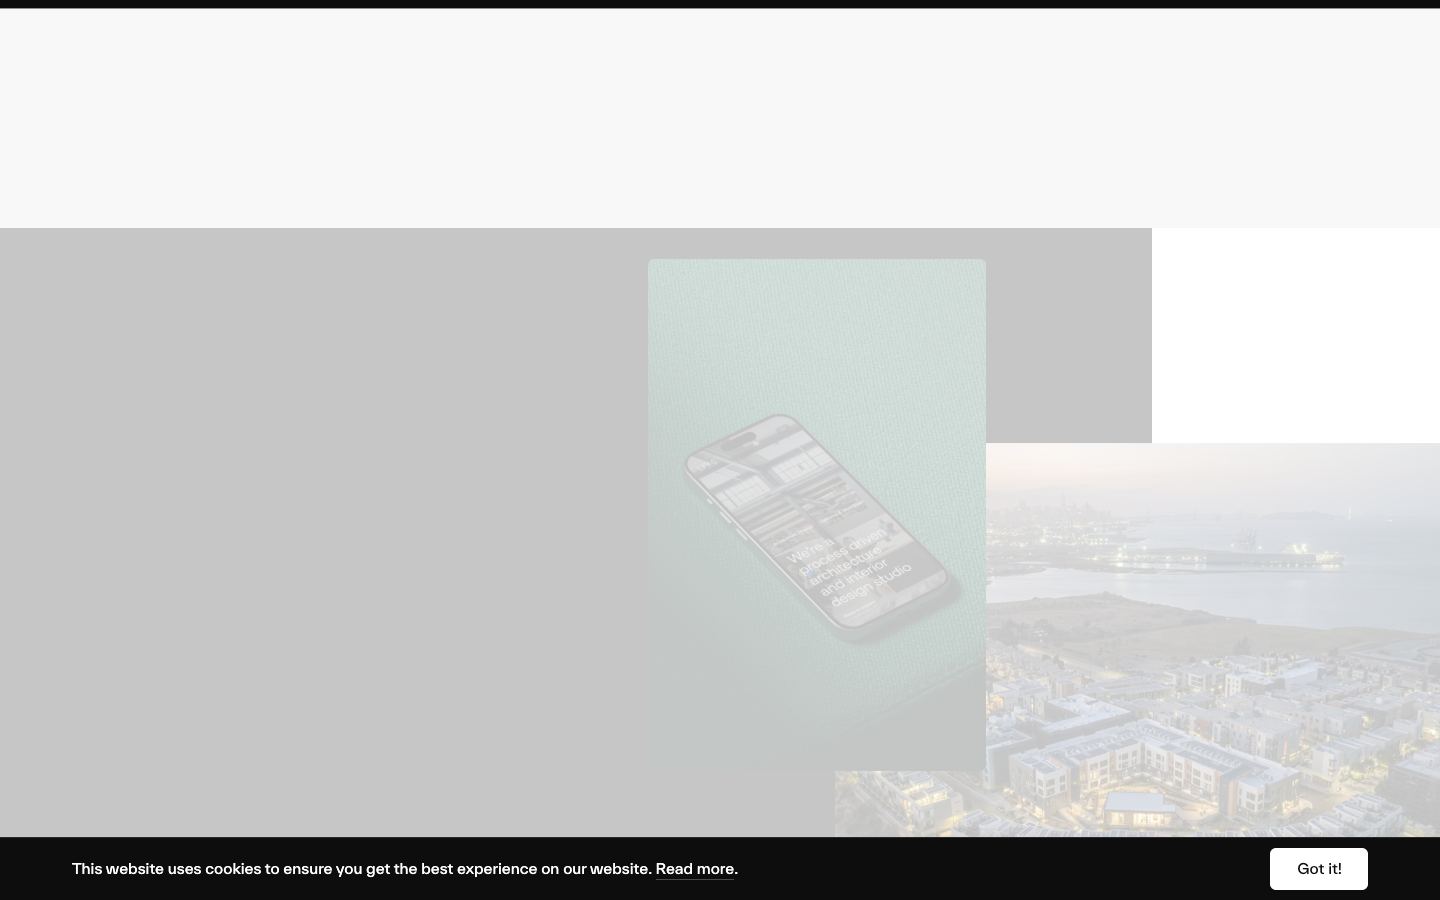 We're a
process driven
architecture
and interior
design studio
This website uses cookies to ensure you get the best experience on our website. Read more.
Got it!